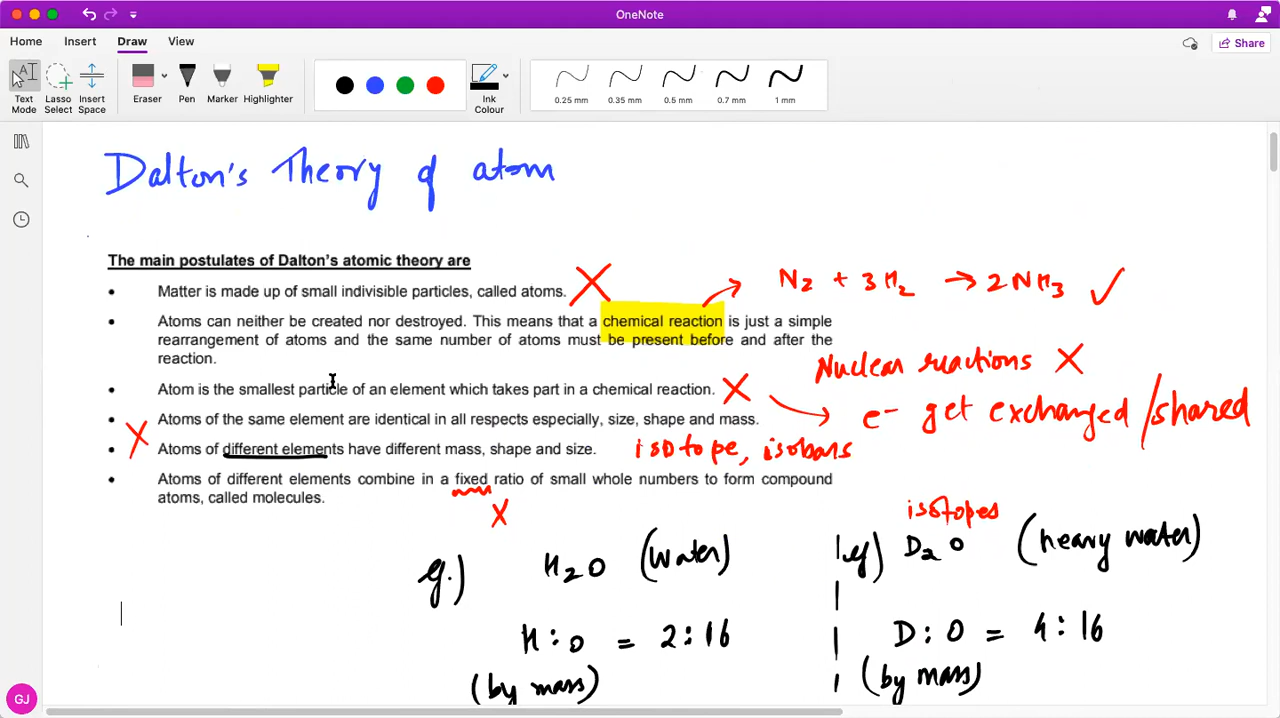 OneNote
Home Insert Draw View
Share
Text Mode
Lasso Select
Insert Space
Eraser
Pen
Marker
Highlighter
Ink Colour
0.25 mm 0.35 mm 0.5 mm 0.7 mm 1 mm
Dalton's Theory of atom
The main postulates of Dalton's atomic theory are
• Matter is made up of small indivisible particles, called atoms. X
N2 + 3H2 → 2NH3 ✓
• Atoms can neither be created nor destroyed. This means that a chemical reaction is just a simple
rearrangement of atoms and the same number of atoms must be present before and after the
reaction.
Nuclear reactions X
• Atom is the smallest particle of an element which takes part in a chemical reaction. X
→ e- get exchanged/shared
• Atoms of the same element are identical in all respects especially, size, shape and mass.
X
• Atoms of different elements have different mass, shape and size.
isotope, isobars
• Atoms of different elements combine in a fixed ratio of small whole numbers to form compound
atoms, called molecules.
X
eg.) H2O (water)
H : O = 2 : 16
(by mass)
isotopes
eg) D2O (heavy water)
D : O = 4 : 16
(by mass)
GJ